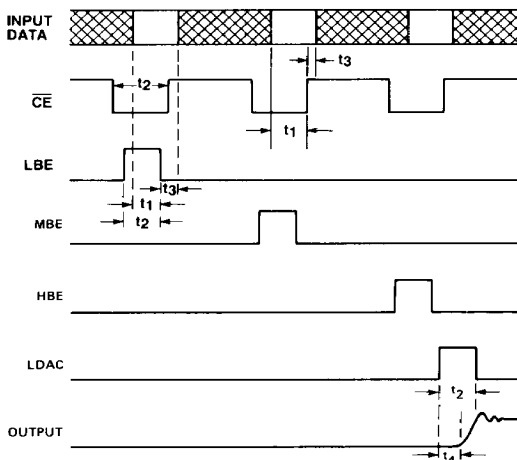 INPUT
DATA
t3
CE
t2
t1
LBE
t3
t1
t2
MBE
HBE
LDAC
t2
OUTPUT
t4